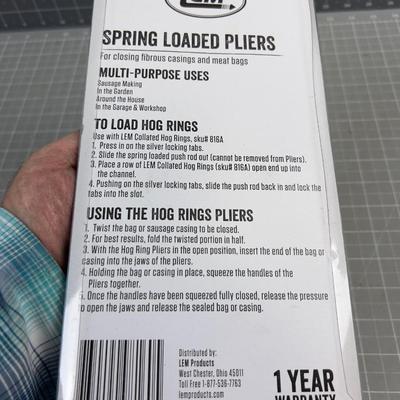 LEM
SPRING LOADED PLIERS
For closing fibrous casings and meat bags
MULTI-PURPOSE USES
Sausage Making
In the Garden
Around the House
In the Garage & Workshop
TO LOAD HOG RINGS
Use with LEM Collated Hog Rings, sku# 816A
1. Press in on the silver locking tabs.
2. Slide the spring loaded push rod out (cannot be removed from Pliers).
3. Place a row of LEM Collated Hog Rings (sku# 816A) open end up into
the channel.
4. Pushing on the silver locking tabs, slide the push rod back in and lock the
tabs into the slot.
USING THE HOG RINGS PLIERS
1. Twist the bag or sausage casing to be closed.
2. For best results, fold the twisted portion in half.
3. With the Hog Ring Pliers in the open position, insert the end of the bag or
casing into the jaws of the pliers.
4. Holding the bag or casing in place, squeeze the handles of the
Pliers together.
5. Once the handles have been squeezed fully closed, release the pressure
to open the jaws and release the sealed bag or casing.
Distributed by:
LEM Products
West Chester, Ohio 45011
Toll Free 1-877-536-7763
lemproducts.com
1 YEAR
WARRANTY